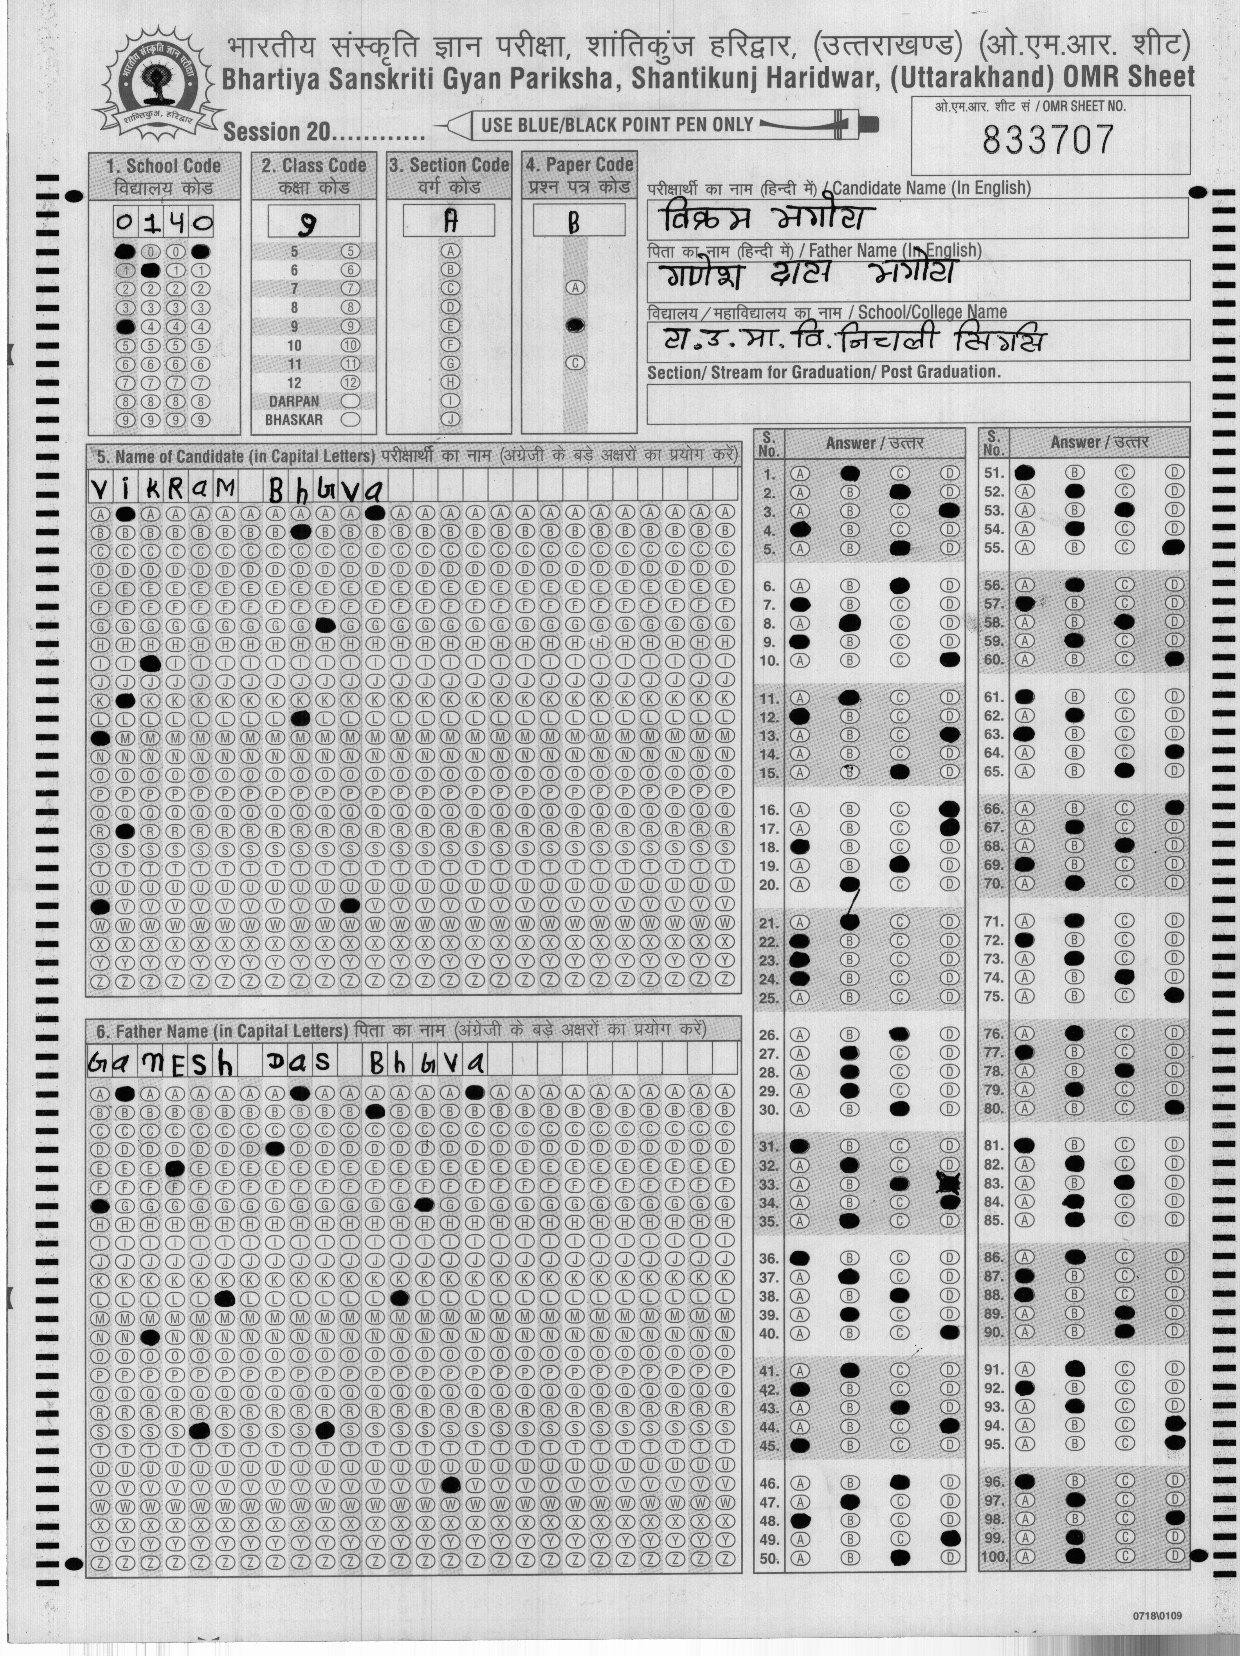 भारतीय संस्कृति ज्ञान परीक्षा, शांतिकुंज हरिद्वार, (उत्तराखण्ड) (ओ.एम.आर. शीट)
Bhartiya Sanskriti Gyan Pariksha, Shantikunj Haridwar, (Uttarakhand) OMR Sheet
Session 20............
USE BLUE/BLACK POINT PEN ONLY
ओ.एम.आर. शीट सं / OMR SHEET NO.
833707
1. School Code
विद्यालय कोड
0140
2. Class Code
कक्षा कोड
9
5
6
7
8
9
10
11
12
DARPAN
BHASKAR
3. Section Code
वर्ग कोड
A
4. Paper Code
प्रश्न पत्र कोड
B
परीक्षार्थी का नाम (हिन्दी में) / Candidate Name (In English)
विक्रम भगोरा
पिता का नाम (हिन्दी में) / Father Name (In English)
गणेश दास भगोरा
विद्यालय / महाविद्यालय का नाम / School/College Name
रा.उ.मा.वि.निचली
Section/ Stream for Graduation/ Post Graduation.
5. Name of Candidate (in Capital Letters) परीक्षार्थी का नाम (अंग्रेजी के बड़े अक्षरों का प्रयोग करें)
VikRaM BhGVa
6. Father Name (in Capital Letters) पिता का नाम (अंग्रेजी के बड़े अक्षरों का प्रयोग करें)
GanESh DaS BhGVa
S. No. Answer / उत्तर
S. No. Answer / उत्तर
0718\0109